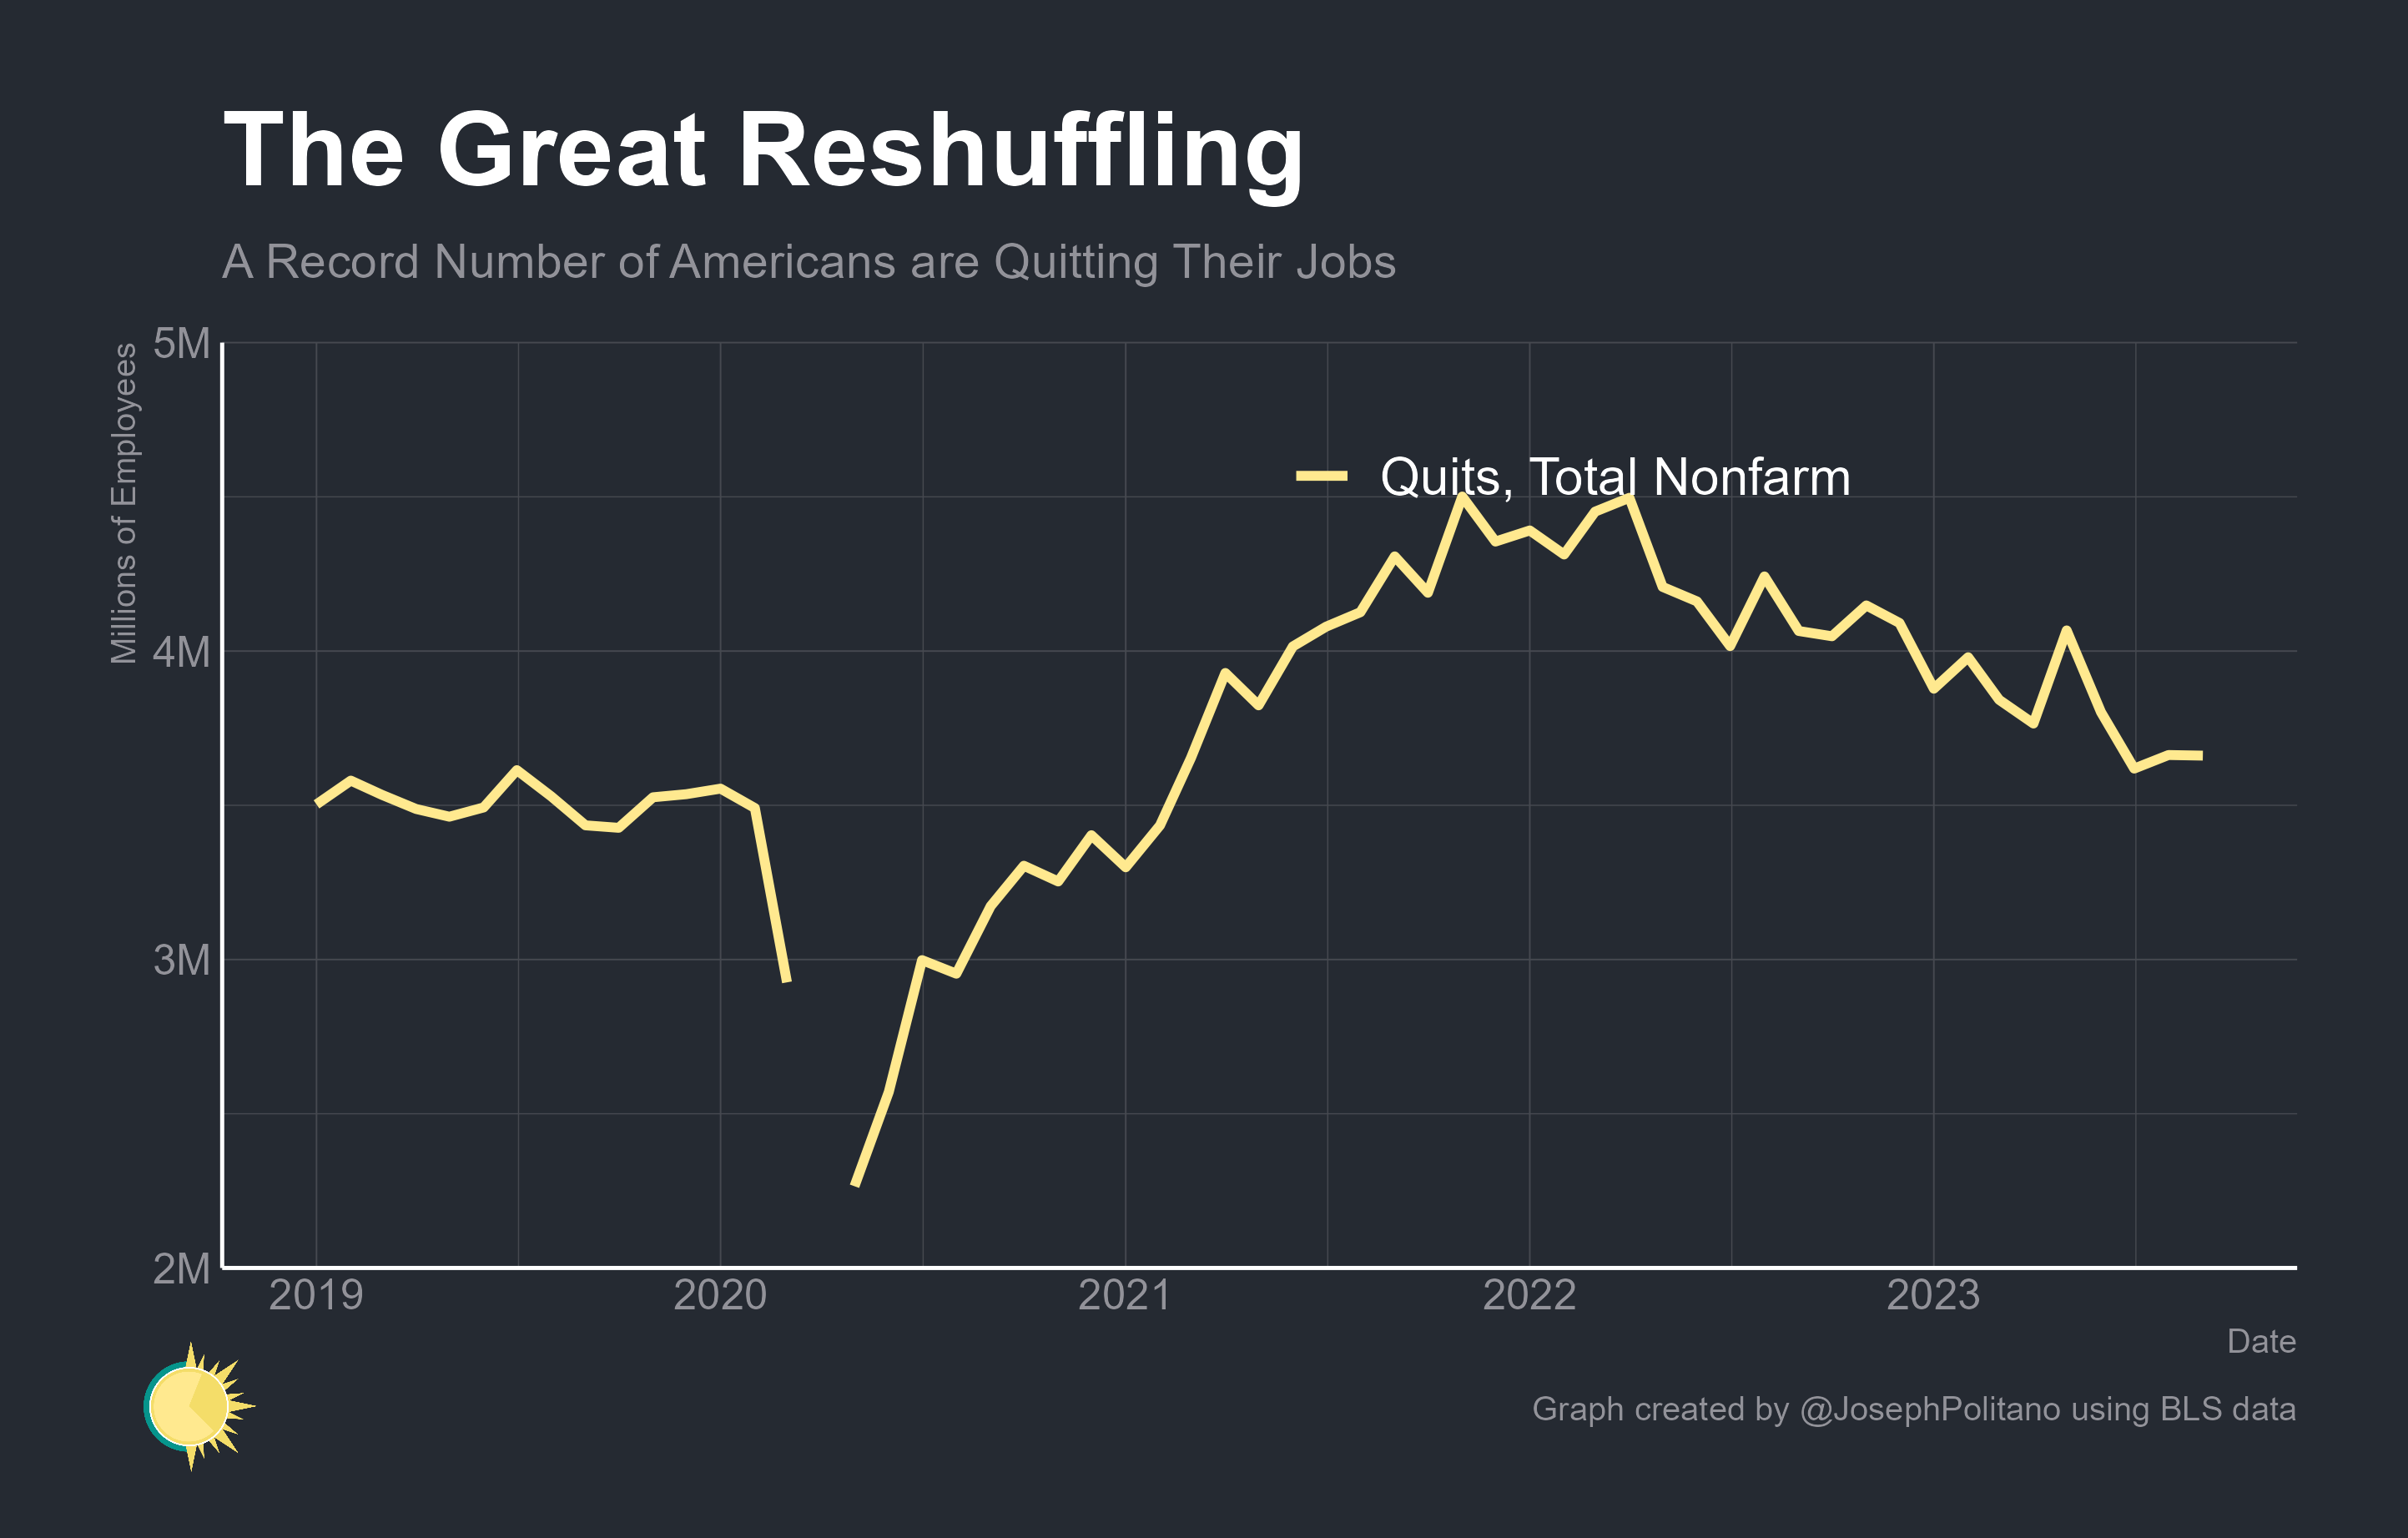 The Great Reshuffling
A Record Number of Americans are Quitting Their Jobs
Millions of Employees
5M
4M
3M
2M
Quits, Total Nonfarm
2019 2020 2021 2022 2023
Date
Graph created by @JosephPolitano using BLS data